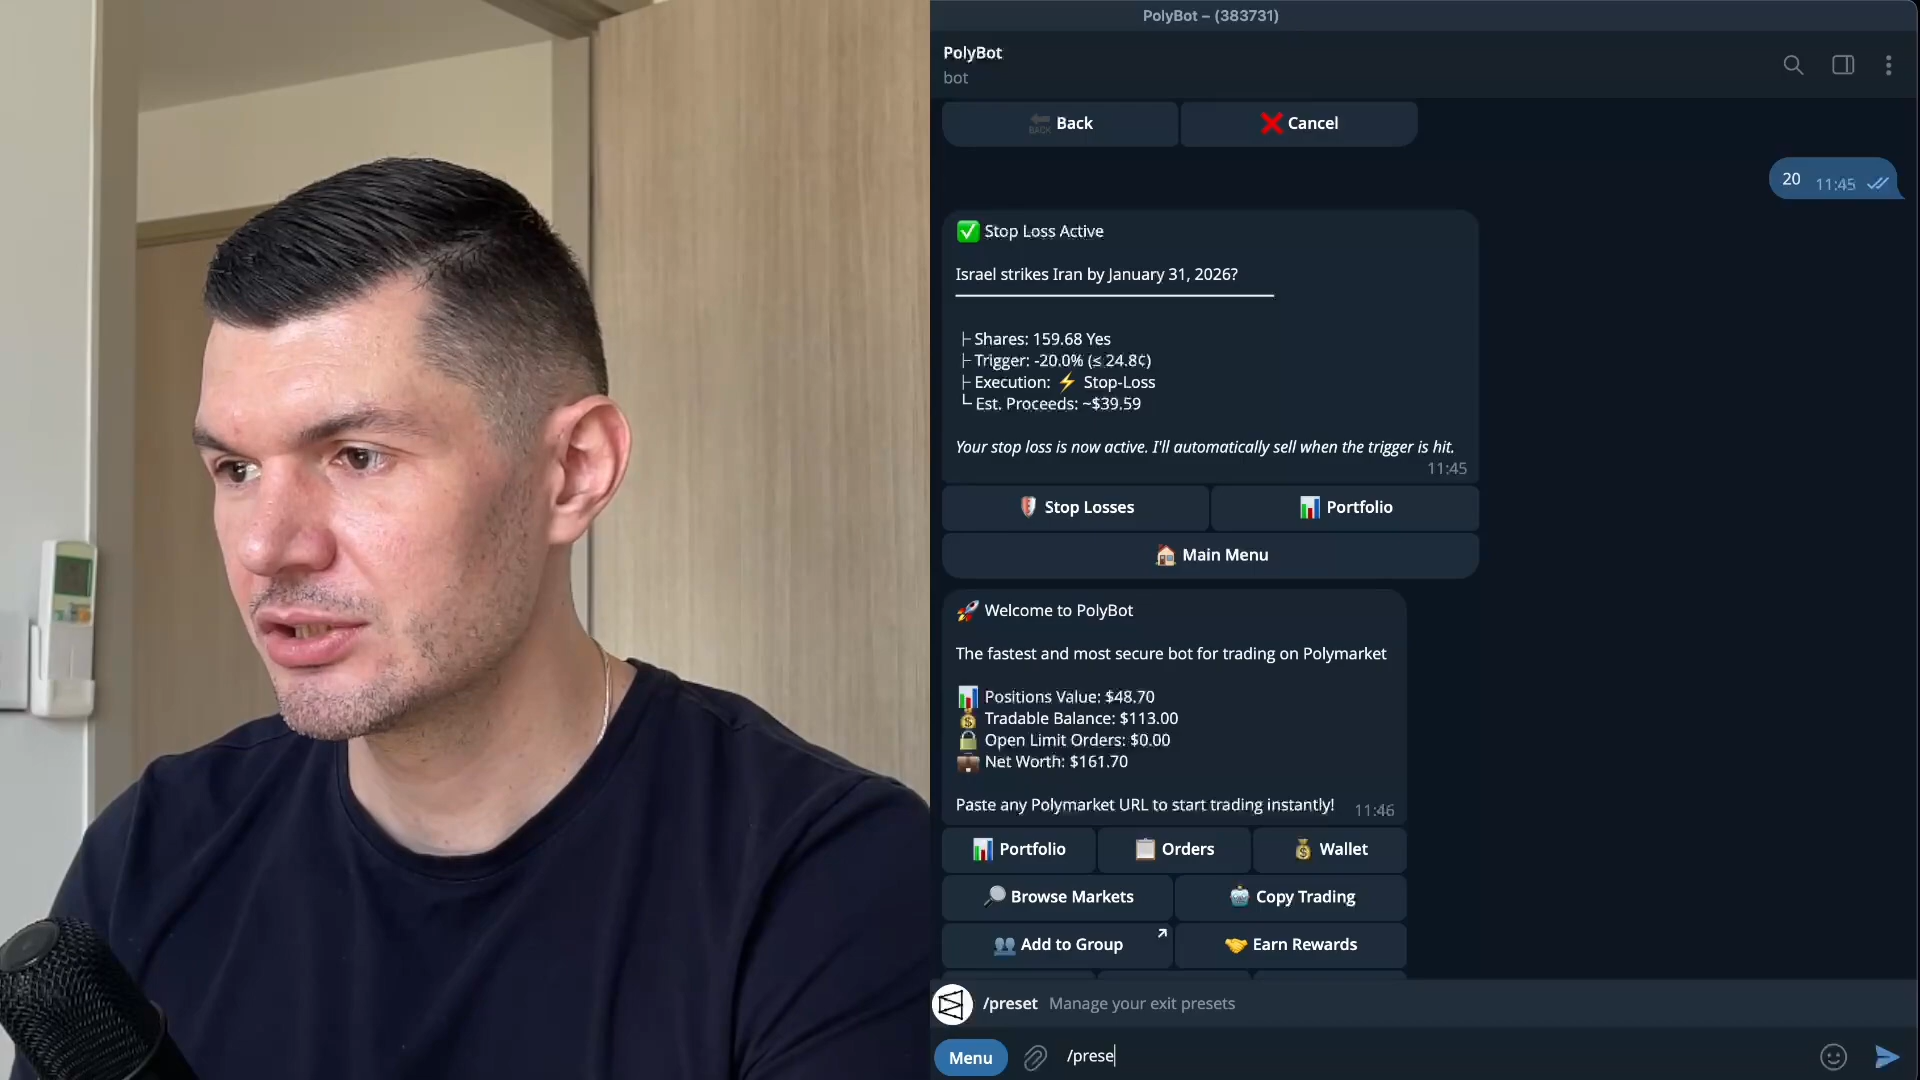 PolyBot – (383731)
PolyBot
bot
BACK Back
Cancel
20 11:45
Stop Loss Active
Israel strikes Iran by January 31, 2026?
├ Shares: 159.68 Yes
├ Trigger: -20.0% (≤ 24.8¢)
├ Execution: ⚡ Stop-Loss
└ Est. Proceeds: ~$39.59
Your stop loss is now active. I'll automatically sell when the trigger is hit.
11:45
Stop Losses
Portfolio
Main Menu
Welcome to PolyBot
The fastest and most secure bot for trading on Polymarket
Positions Value: $48.70
Tradable Balance: $113.00
Open Limit Orders: $0.00
Net Worth: $161.70
Paste any Polymarket URL to start trading instantly! 11:46
Portfolio
Orders
Wallet
Browse Markets
Copy Trading
Add to Group
Earn Rewards
/preset Manage your exit presets
Menu
/prese